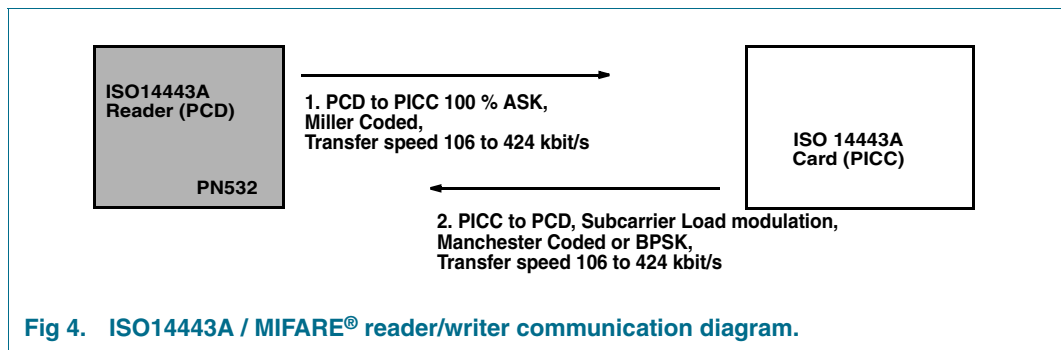 ISO14443A
Reader (PCD)
PN532
1. PCD to PICC 100 % ASK,
Miller Coded,
Transfer speed 106 to 424 kbit/s
ISO 14443A
Card (PICC)
2. PICC to PCD, Subcarrier Load modulation,
Manchester Coded or BPSK,
Transfer speed 106 to 424 kbit/s
Fig 4. ISO14443A / MIFARE® reader/writer communication diagram.